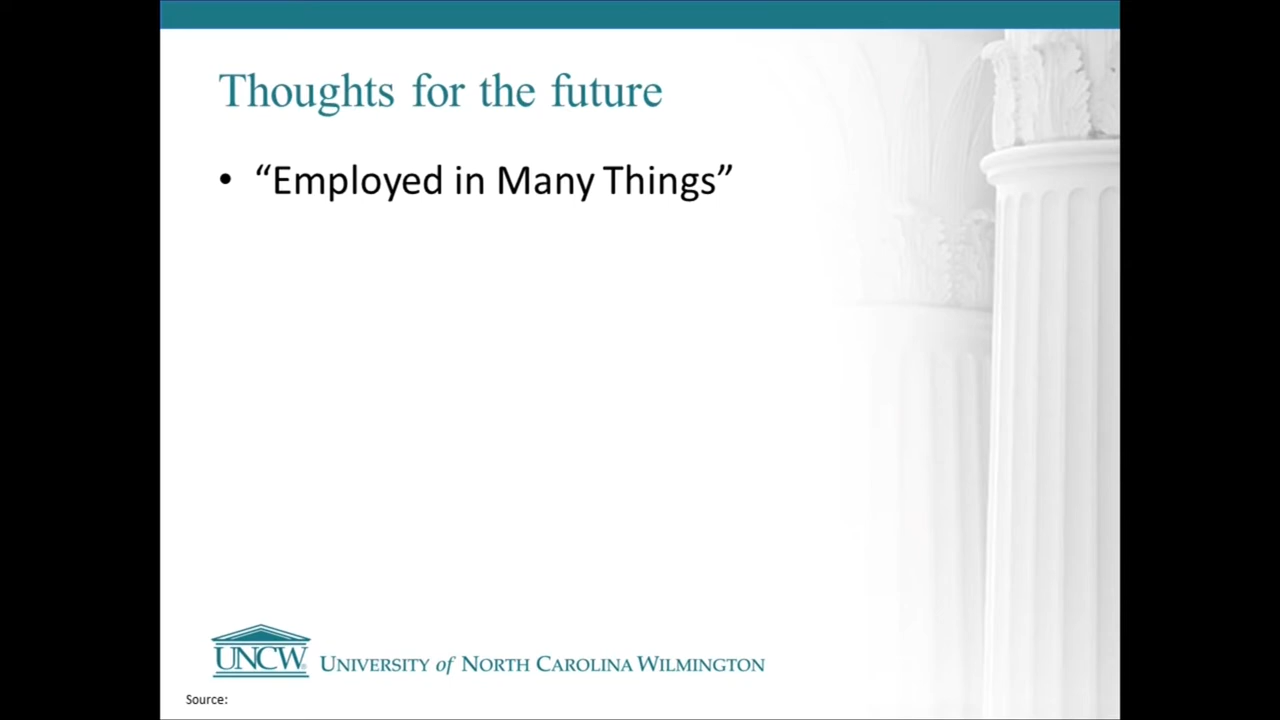 Thoughts for the future
• “Employed in Many Things”
UNCW
UNIVERSITY of NORTH CAROLINA WILMINGTON
Source: